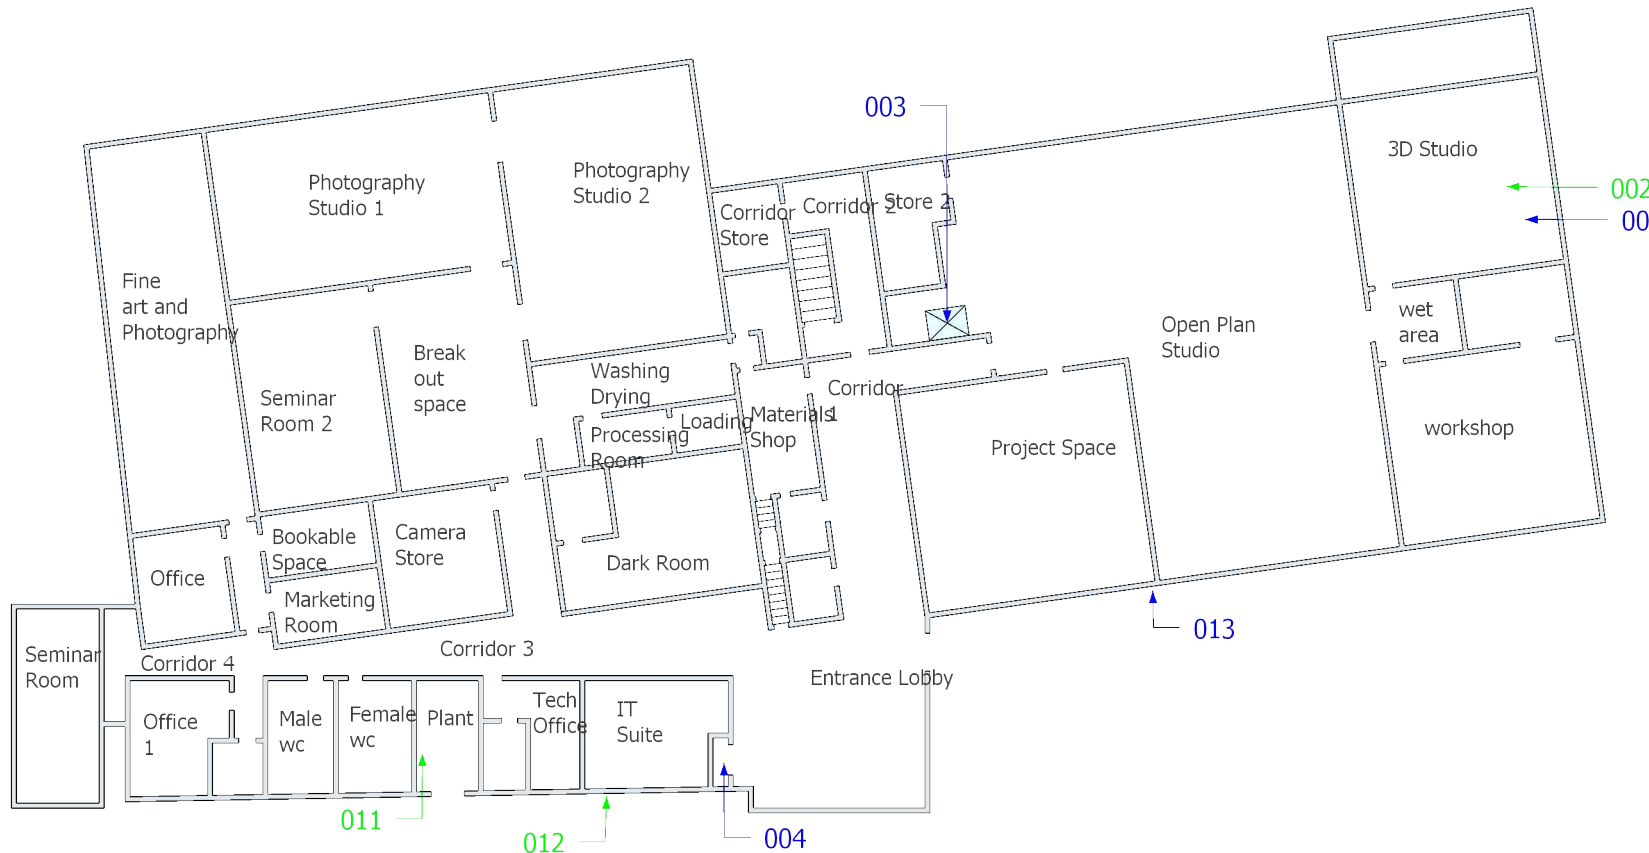 003
3D Studio
Photography
Studio 2
Photography
Studio 1
002
Corridor 2
Store 2
Corridor
Store
00
Fine
art and
Photography
wet
area
Open Plan
Studio
Break
out
space
Washing
Drying
Corridor
1
Seminar
Room 2
Materials
Shop
Loading
Processing
Room
workshop
Project Space
Camera
Store
Bookable
Space
Dark Room
Office
Marketing
Room
013
Corridor 3
Corridor 4
Seminar
Room
Entrance Lobby
Tech
Office
IT
Suite
Office
1
Male
wc
Female
wc
Plant
011
012
004